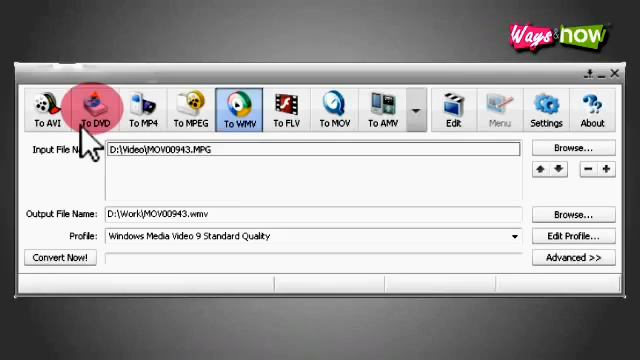 Ways&now
To AVI To DVD To MP4 To MPEG To WMV To FLV To MOV To AMV Edit Menu Settings About
Input File D:\Video\MOV00943.MPG Browse...
Output File Name: D:\Work\MOV00943.wmv Browse...
Profile: Windows Media Video 9 Standard Quality Edit Profile...
Convert Now! Advanced >>